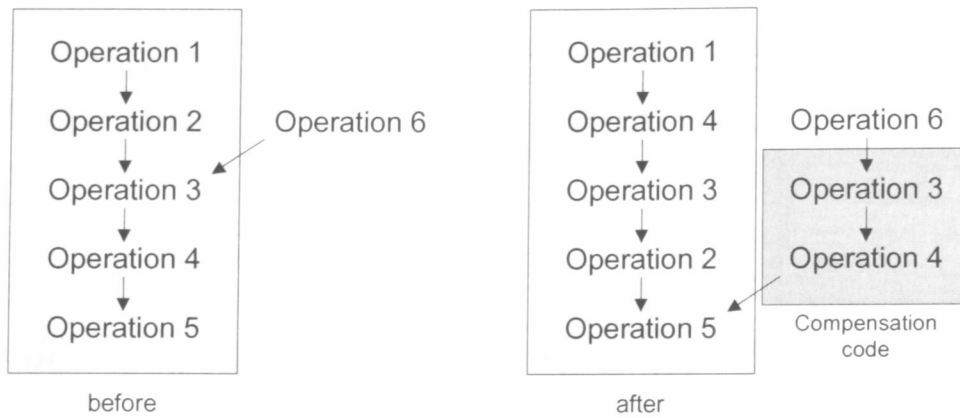 Operation 1
Operation 2
Operation 6
Operation 3
Operation 4
Operation 5
before
Operation 1
Operation 4
Operation 6
Operation 3
Operation 3
Operation 2
Operation 4
Operation 5
Compensation
code
after